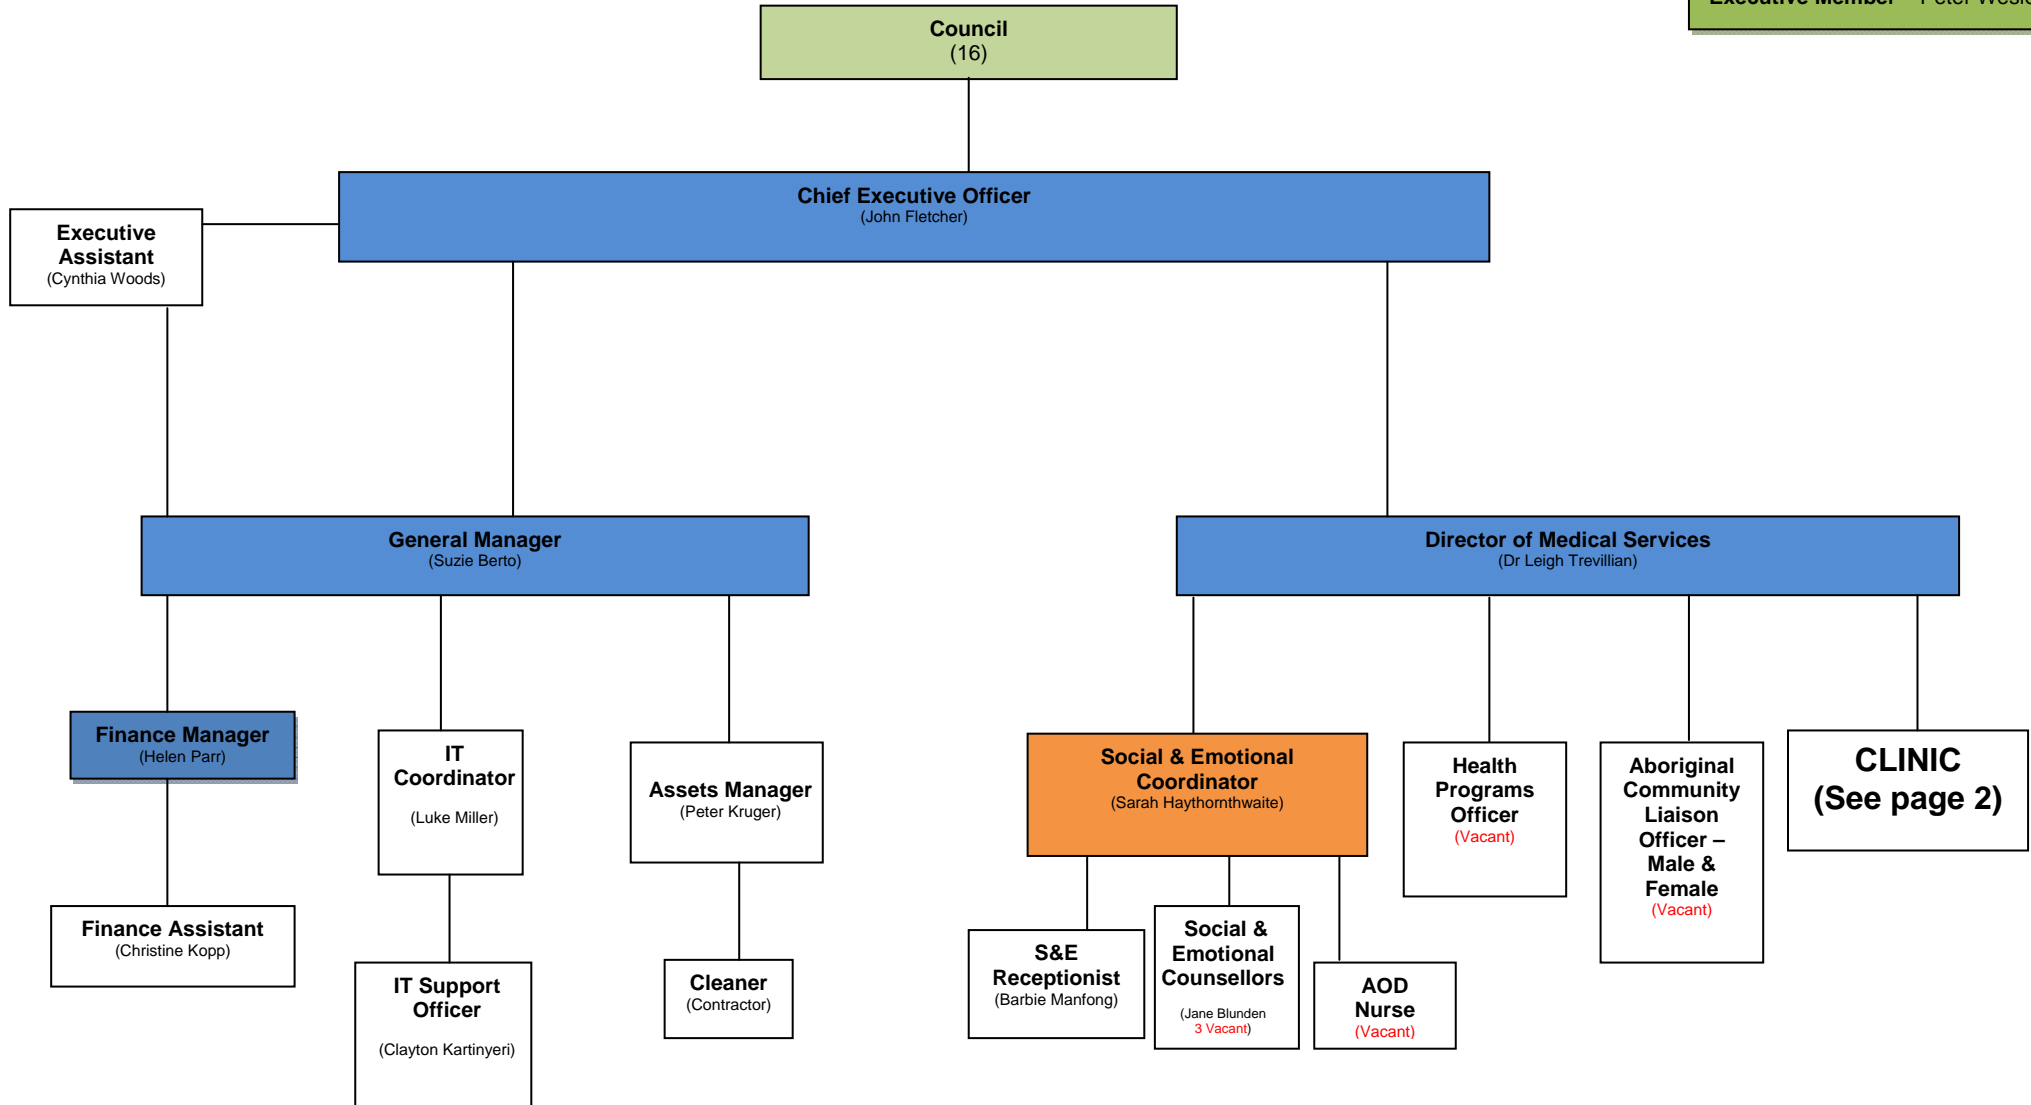 Executive Member
Council
(16)
Chief Executive Officer
(John Fletcher)
Executive
Assistant
(Cynthia Woods)
General Manager
(Suzie Berto)
Director of Medical Services
(Dr Leigh Trevillian)
Finance Manager
(Helen Parr)
IT
Coordinator
(Luke Miller)
Assets Manager
(Peter Kruger)
Social & Emotional
Coordinator
(Sarah Haythornthwaite)
Health
Programs
Officer
(Vacant)
Aboriginal
Community
Liaison
Officer –
Male &
Female
(Vacant)
CLINIC
(See page 2)
Finance Assistant
(Christine Kopp)
IT Support
Officer
(Clayton Kartinyeri)
Cleaner
(Contractor)
S&E
Receptionist
(Barbie Manfong)
Social &
Emotional
Counsellors
(Jane Blunden
3 Vacant)
AOD
Nurse
(Vacant)